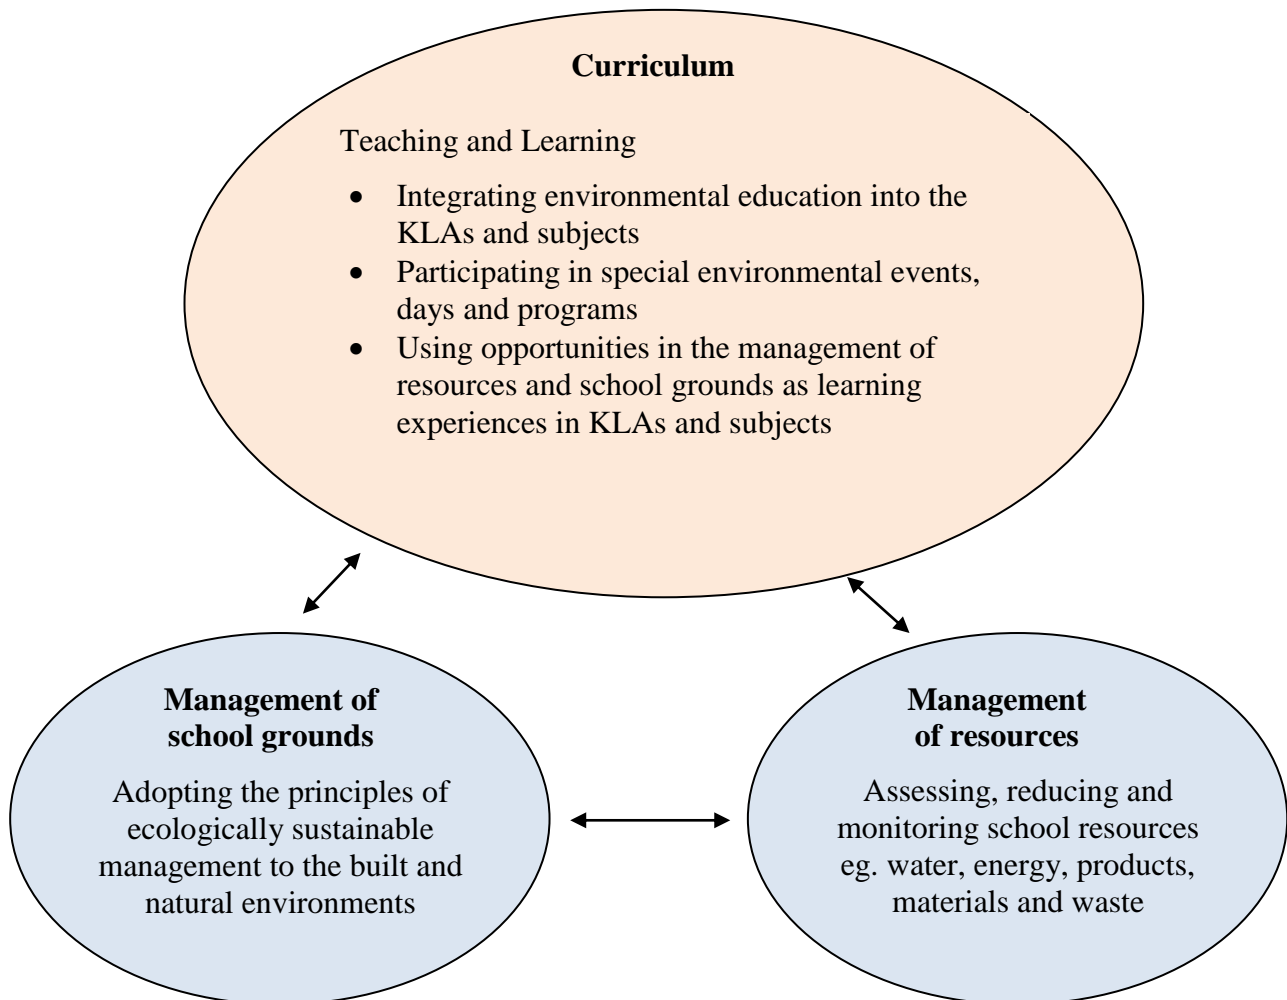 Curriculum
Teaching and Learning
• Integrating environmental education into the
KLAs and subjects
• Participating in special environmental events,
days and programs
• Using opportunities in the management of
resources and school grounds as learning
experiences in KLAs and subjects
Management of
school grounds
Adopting the principles of
ecologically sustainable
management to the built and
natural environments
Management
of resources
Assessing, reducing and
monitoring school resources
eg. water, energy, products,
materials and waste